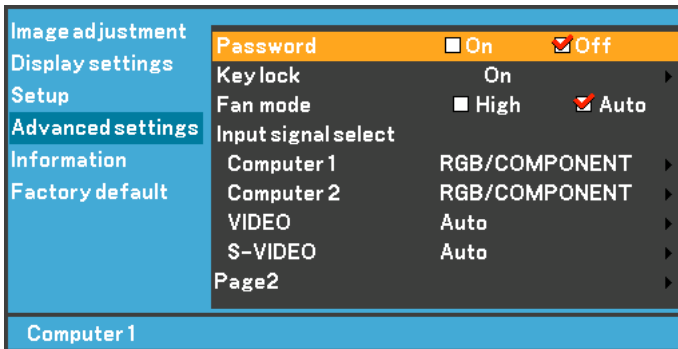 Image adjustment
Display settings
Setup
Advanced settings
Information
Factory default
Password On Off
Key lock On
Fan mode High Auto
Input signal select
Computer 1 RGB/COMPONENT
Computer 2 RGB/COMPONENT
VIDEO Auto
S-VIDEO Auto
Page2
Computer 1